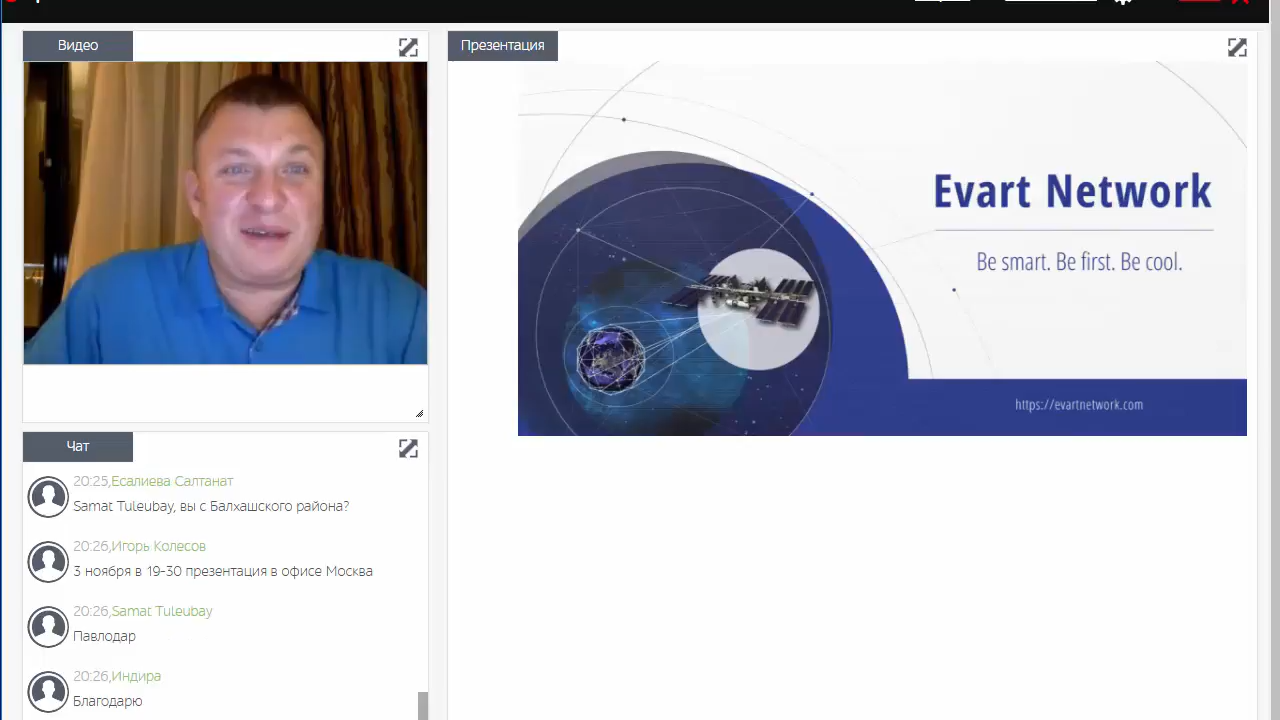 Видео
Презентация
Evart Network
Be smart. Be first. Be cool.
https://evartnetwork.com
Чат
20:25,Есалиева Салтанат
Samat Tuleubay, вы с Балхашского района?
20:26,Игорь Колесов
3 ноября в 19-30 презентация в офисе Москва
20:26,Samat Tuleubay
Павлодар
20:26,Индира
Благодарю